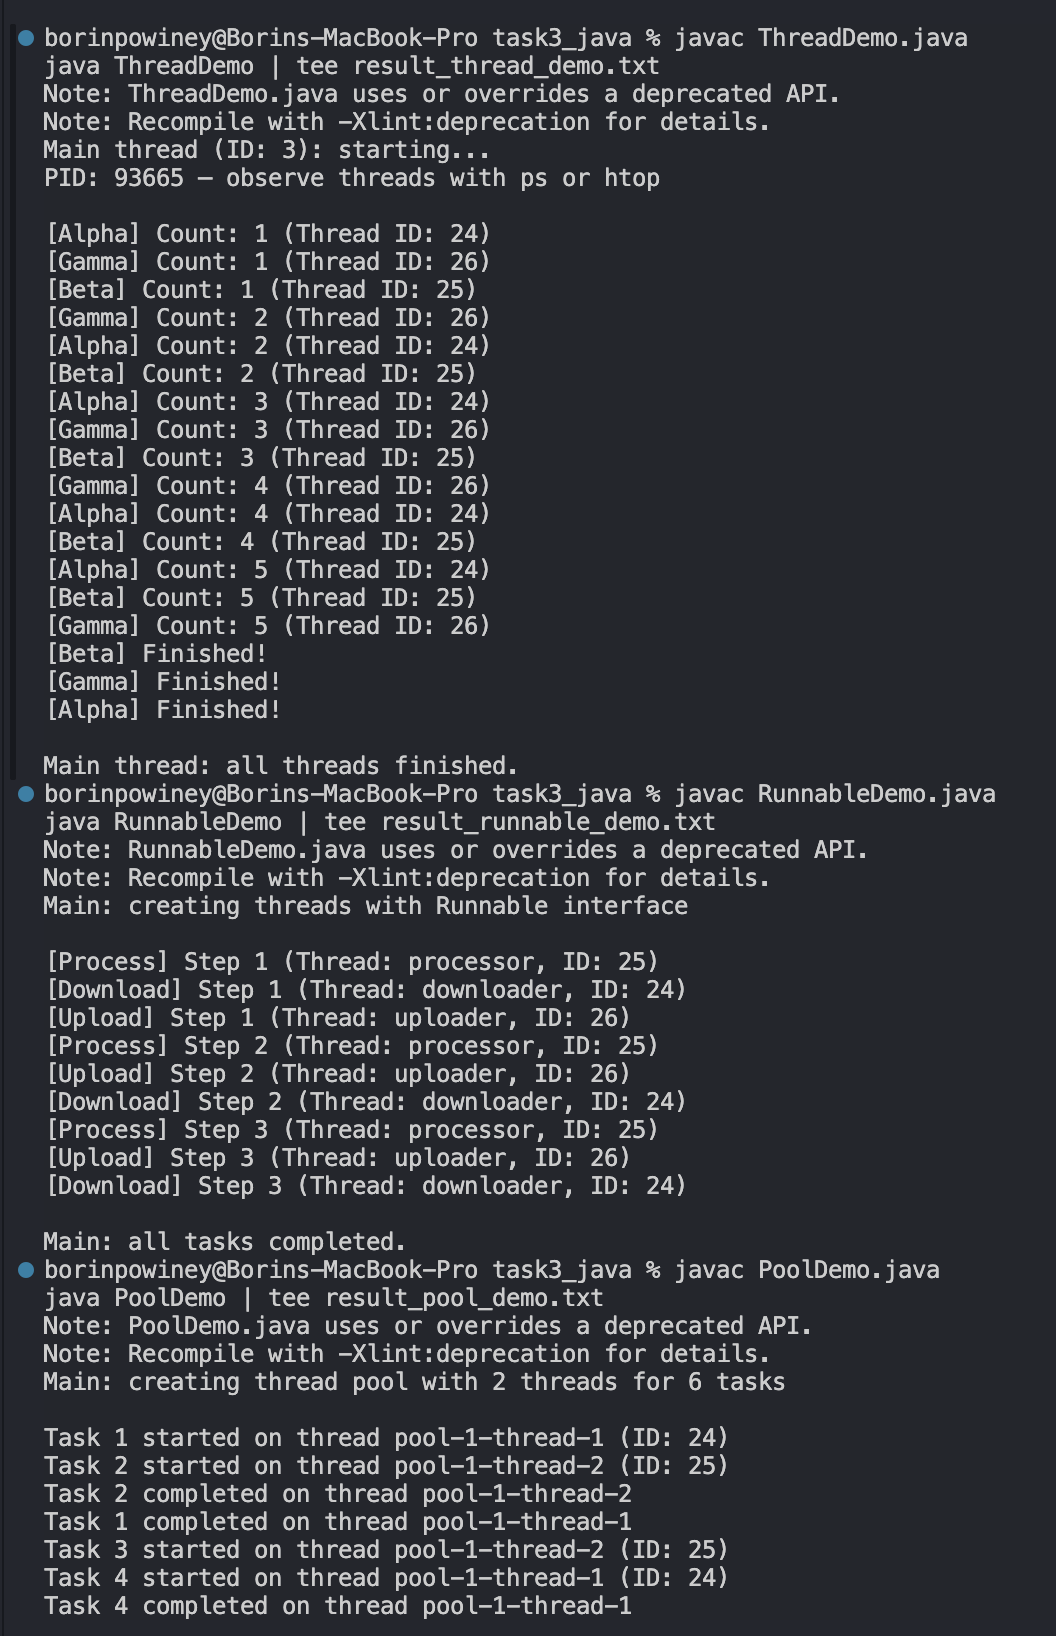 borinpowiney@Borins-MacBook-Pro task3_java % javac ThreadDemo.java
java ThreadDemo | tee result_thread_demo.txt
Note: ThreadDemo.java uses or overrides a deprecated API.
Note: Recompile with -Xlint:deprecation for details.
Main thread (ID: 3): starting...
PID: 93665 — observe threads with ps or htop
[Alpha] Count: 1 (Thread ID: 24)
[Gamma] Count: 1 (Thread ID: 26)
[Beta] Count: 1 (Thread ID: 25)
[Gamma] Count: 2 (Thread ID: 26)
[Alpha] Count: 2 (Thread ID: 24)
[Beta] Count: 2 (Thread ID: 25)
[Alpha] Count: 3 (Thread ID: 24)
[Gamma] Count: 3 (Thread ID: 26)
[Beta] Count: 3 (Thread ID: 25)
[Gamma] Count: 4 (Thread ID: 26)
[Alpha] Count: 4 (Thread ID: 24)
[Beta] Count: 4 (Thread ID: 25)
[Alpha] Count: 5 (Thread ID: 24)
[Beta] Count: 5 (Thread ID: 25)
[Gamma] Count: 5 (Thread ID: 26)
[Beta] Finished!
[Gamma] Finished!
[Alpha] Finished!
Main thread: all threads finished.
borinpowiney@Borins-MacBook-Pro task3_java % javac RunnableDemo.java
java RunnableDemo | tee result_runnable_demo.txt
Note: RunnableDemo.java uses or overrides a deprecated API.
Note: Recompile with -Xlint:deprecation for details.
Main: creating threads with Runnable interface
[Process] Step 1 (Thread: processor, ID: 25)
[Download] Step 1 (Thread: downloader, ID: 24)
[Upload] Step 1 (Thread: uploader, ID: 26)
[Process] Step 2 (Thread: processor, ID: 25)
[Upload] Step 2 (Thread: uploader, ID: 26)
[Download] Step 2 (Thread: downloader, ID: 24)
[Process] Step 3 (Thread: processor, ID: 25)
[Upload] Step 3 (Thread: uploader, ID: 26)
[Download] Step 3 (Thread: downloader, ID: 24)
Main: all tasks completed.
borinpowiney@Borins-MacBook-Pro task3_java % javac PoolDemo.java
java PoolDemo | tee result_pool_demo.txt
Note: PoolDemo.java uses or overrides a deprecated API.
Note: Recompile with -Xlint:deprecation for details.
Main: creating thread pool with 2 threads for 6 tasks
Task 1 started on thread pool-1-thread-1 (ID: 24)
Task 2 started on thread pool-1-thread-2 (ID: 25)
Task 2 completed on thread pool-1-thread-2
Task 1 completed on thread pool-1-thread-1
Task 3 started on thread pool-1-thread-2 (ID: 25)
Task 4 started on thread pool-1-thread-1 (ID: 24)
Task 4 completed on thread pool-1-thread-1